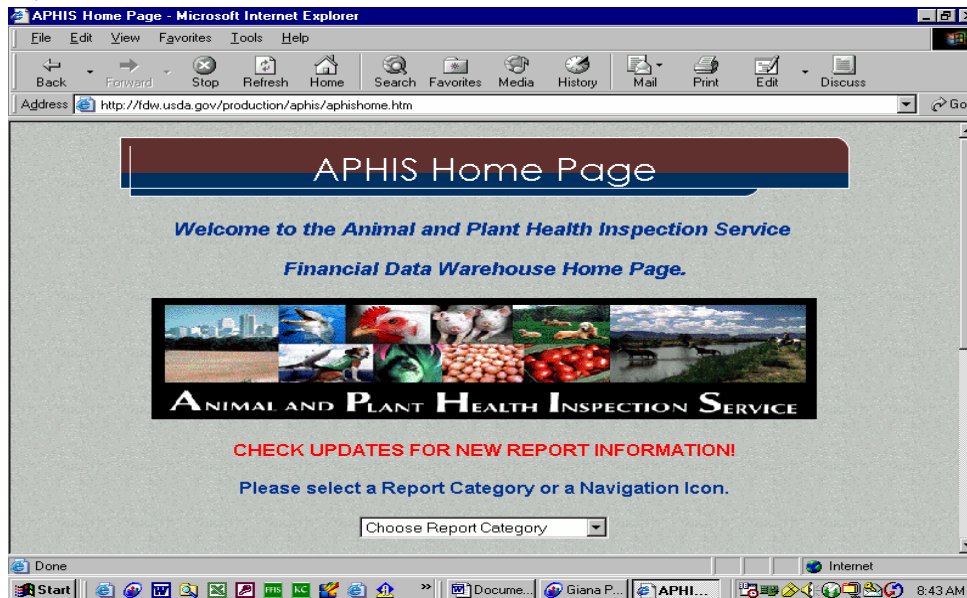 APHIS Home Page - Microsoft Internet Explorer
File Edit View Favorites Tools Help
Back Forward Stop Refresh Home Search Favorites Media History Mail Print Edit Discuss
Address http://fdw.usda.gov/production/aphis/aphishome.htm Go
APHIS Home Page
Welcome to the Animal and Plant Health Inspection Service
Financial Data Warehouse Home Page.
ANIMAL AND PLANT HEALTH INSPECTION SERVICE
CHECK UPDATES FOR NEW REPORT INFORMATION!
Please select a Report Category or a Navigation Icon.
Choose Report Category
Done Internet
Start FFIS KC » Docume... Giana P... APHI... 8:43 AM